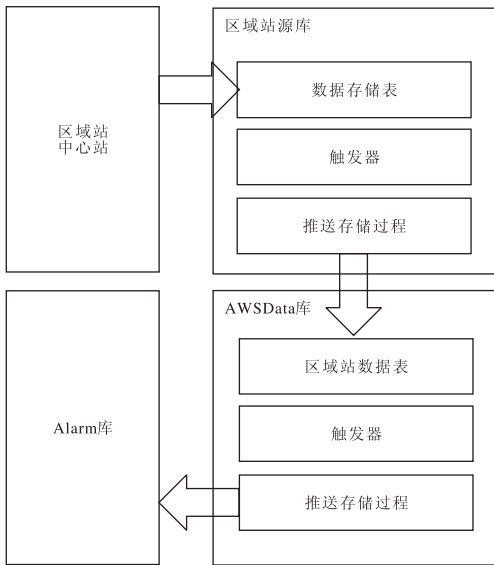 区域站
中心站
区域站源库
数据存储表
触发器
推送存储过程
Alarm库
AWSData库
区域站数据表
触发器
推送存储过程